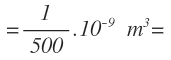 = 1/500 .10⁻⁹ m³=